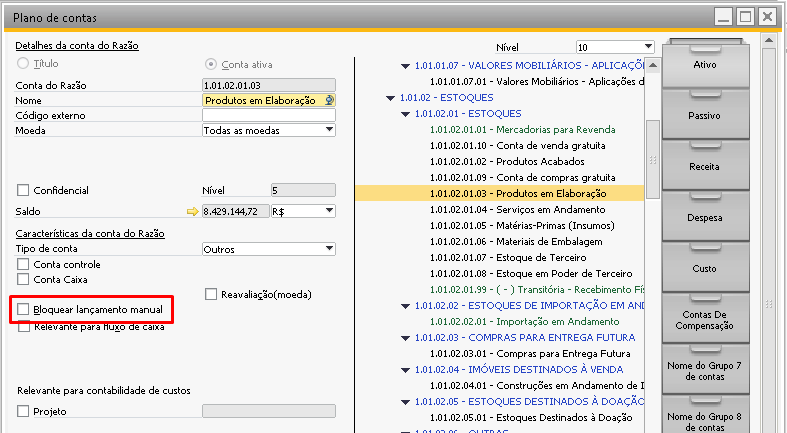 Plano de contas
Detalhes da conta do Razão
Título
Conta ativa
Conta do Razão
1.01.02.01.03
Nome
Produtos em Elaboração
Código externo
Moeda
Todas as moedas
Confidencial
Nível
5
Saldo
8.429.144,72
R$
Características da conta do Razão
Tipo de conta
Outros
Conta controle
Conta Caixa
Reavaliação(moeda)
Bloquear lançamento manual
Relevante para fluxo de caixa
Relevante para contabilidade de custos
Projeto
Nível
10
1.01.01.07 - VALORES MOBILIÁRIOS - APLICAÇÕ
1.01.01.07.01 - Valores Mobiliários - Aplicações d
1.01.02 - ESTOQUES
1.01.02.01 - ESTOQUES
1.01.02.01.01 - Mercadorias para Revenda
1.01.02.01.10 - Conta de venda gratuita
1.01.02.01.02 - Produtos Acabados
1.01.02.01.09 - Conta de compras gratuita
1.01.02.01.03 - Produtos em Elaboração
1.01.02.01.04 - Serviços em Andamento
1.01.02.01.05 - Matérias-Primas (Insumos)
1.01.02.01.06 - Materiais de Embalagem
1.01.02.01.07 - Estoque de Terceiro
1.01.02.01.08 - Estoque em Poder de Terceiro
1.01.02.01.99 - ( - ) Transitória - Recebimento Fí
1.01.02.02 - ESTOQUES DE IMPORTAÇÃO EM AN
1.01.02.02.01 - Importação em Andamento
1.01.02.03 - COMPRAS PARA ENTREGA FUTURA
1.01.02.03.01 - Compras para Entrega Futura
1.01.02.04 - IMÓVEIS DESTINADOS À VENDA
1.01.02.04.01 - Construções em Andamento de I
1.01.02.05 - ESTOQUES DESTINADOS À DOAÇÃO
1.01.02.05.01 - Estoques Destinados à Doação
1.01.02.06 - OUTRAS
Ativo
Passivo
Receita
Despesa
Custo
Contas De
Compensação
Nome do Grupo 7
de contas
Nome do Grupo 8
de contas